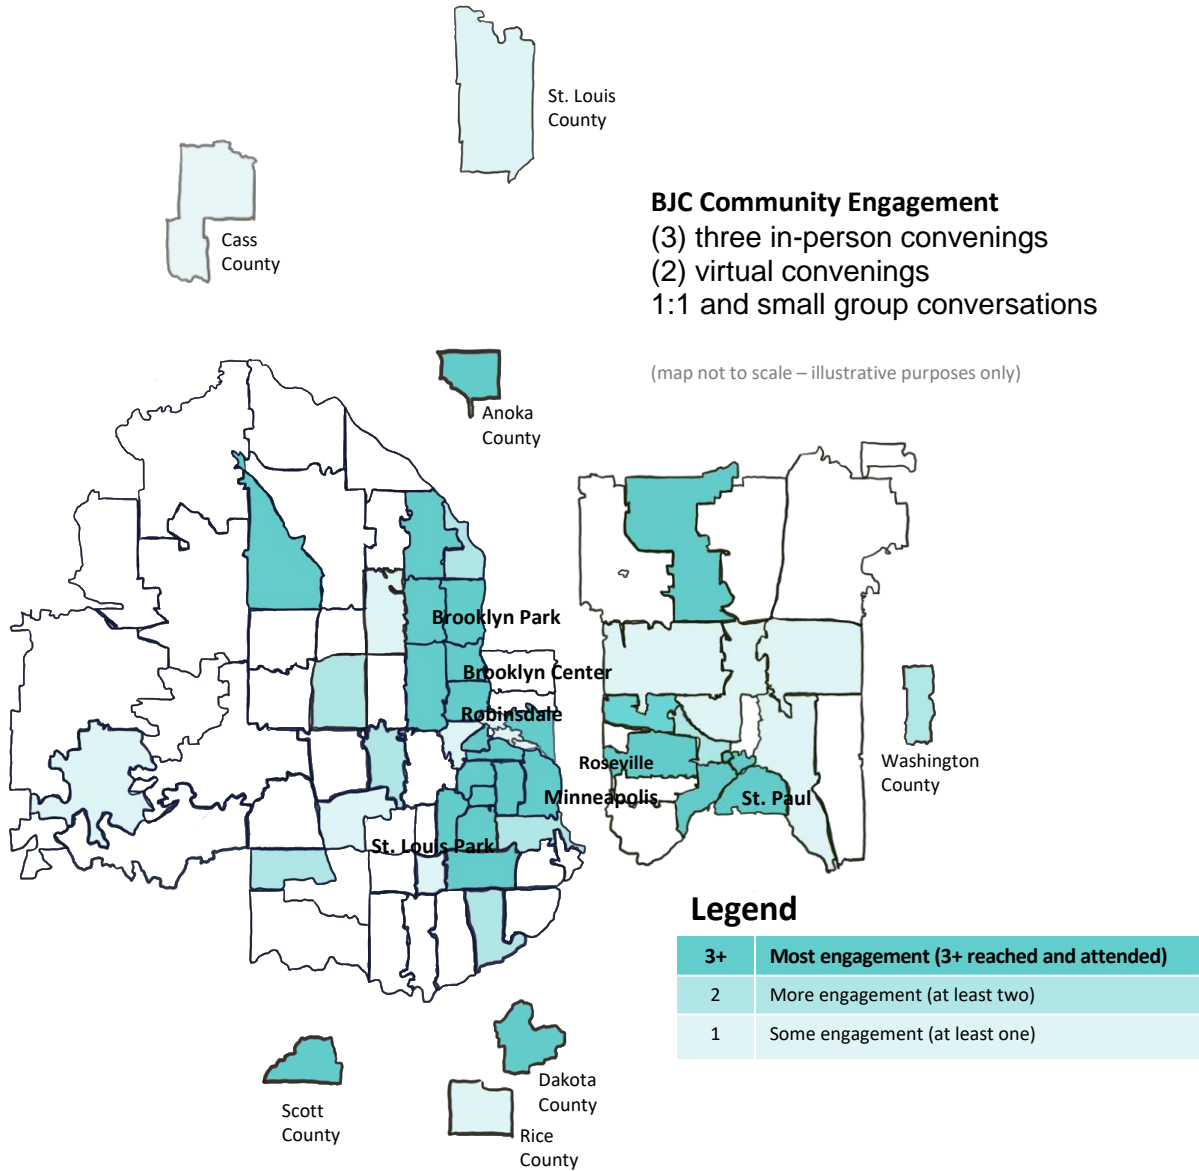 St. Louis
County
Cass
County
BJC Community Engagement
(3) three in-person convenings
(2) virtual convenings
1:1 and small group conversations
(map not to scale – illustrative purposes only)
Anoka
County
Brooklyn Park
Brooklyn Center
Robinsdale
Roseville
Washington
County
Minneapolis
St. Paul
St. Louis Park
Legend
3+ Most engagement (3+ reached and attended)
2 More engagement (at least two)
1 Some engagement (at least one)
Dakota
County
Scott
County
Rice
County